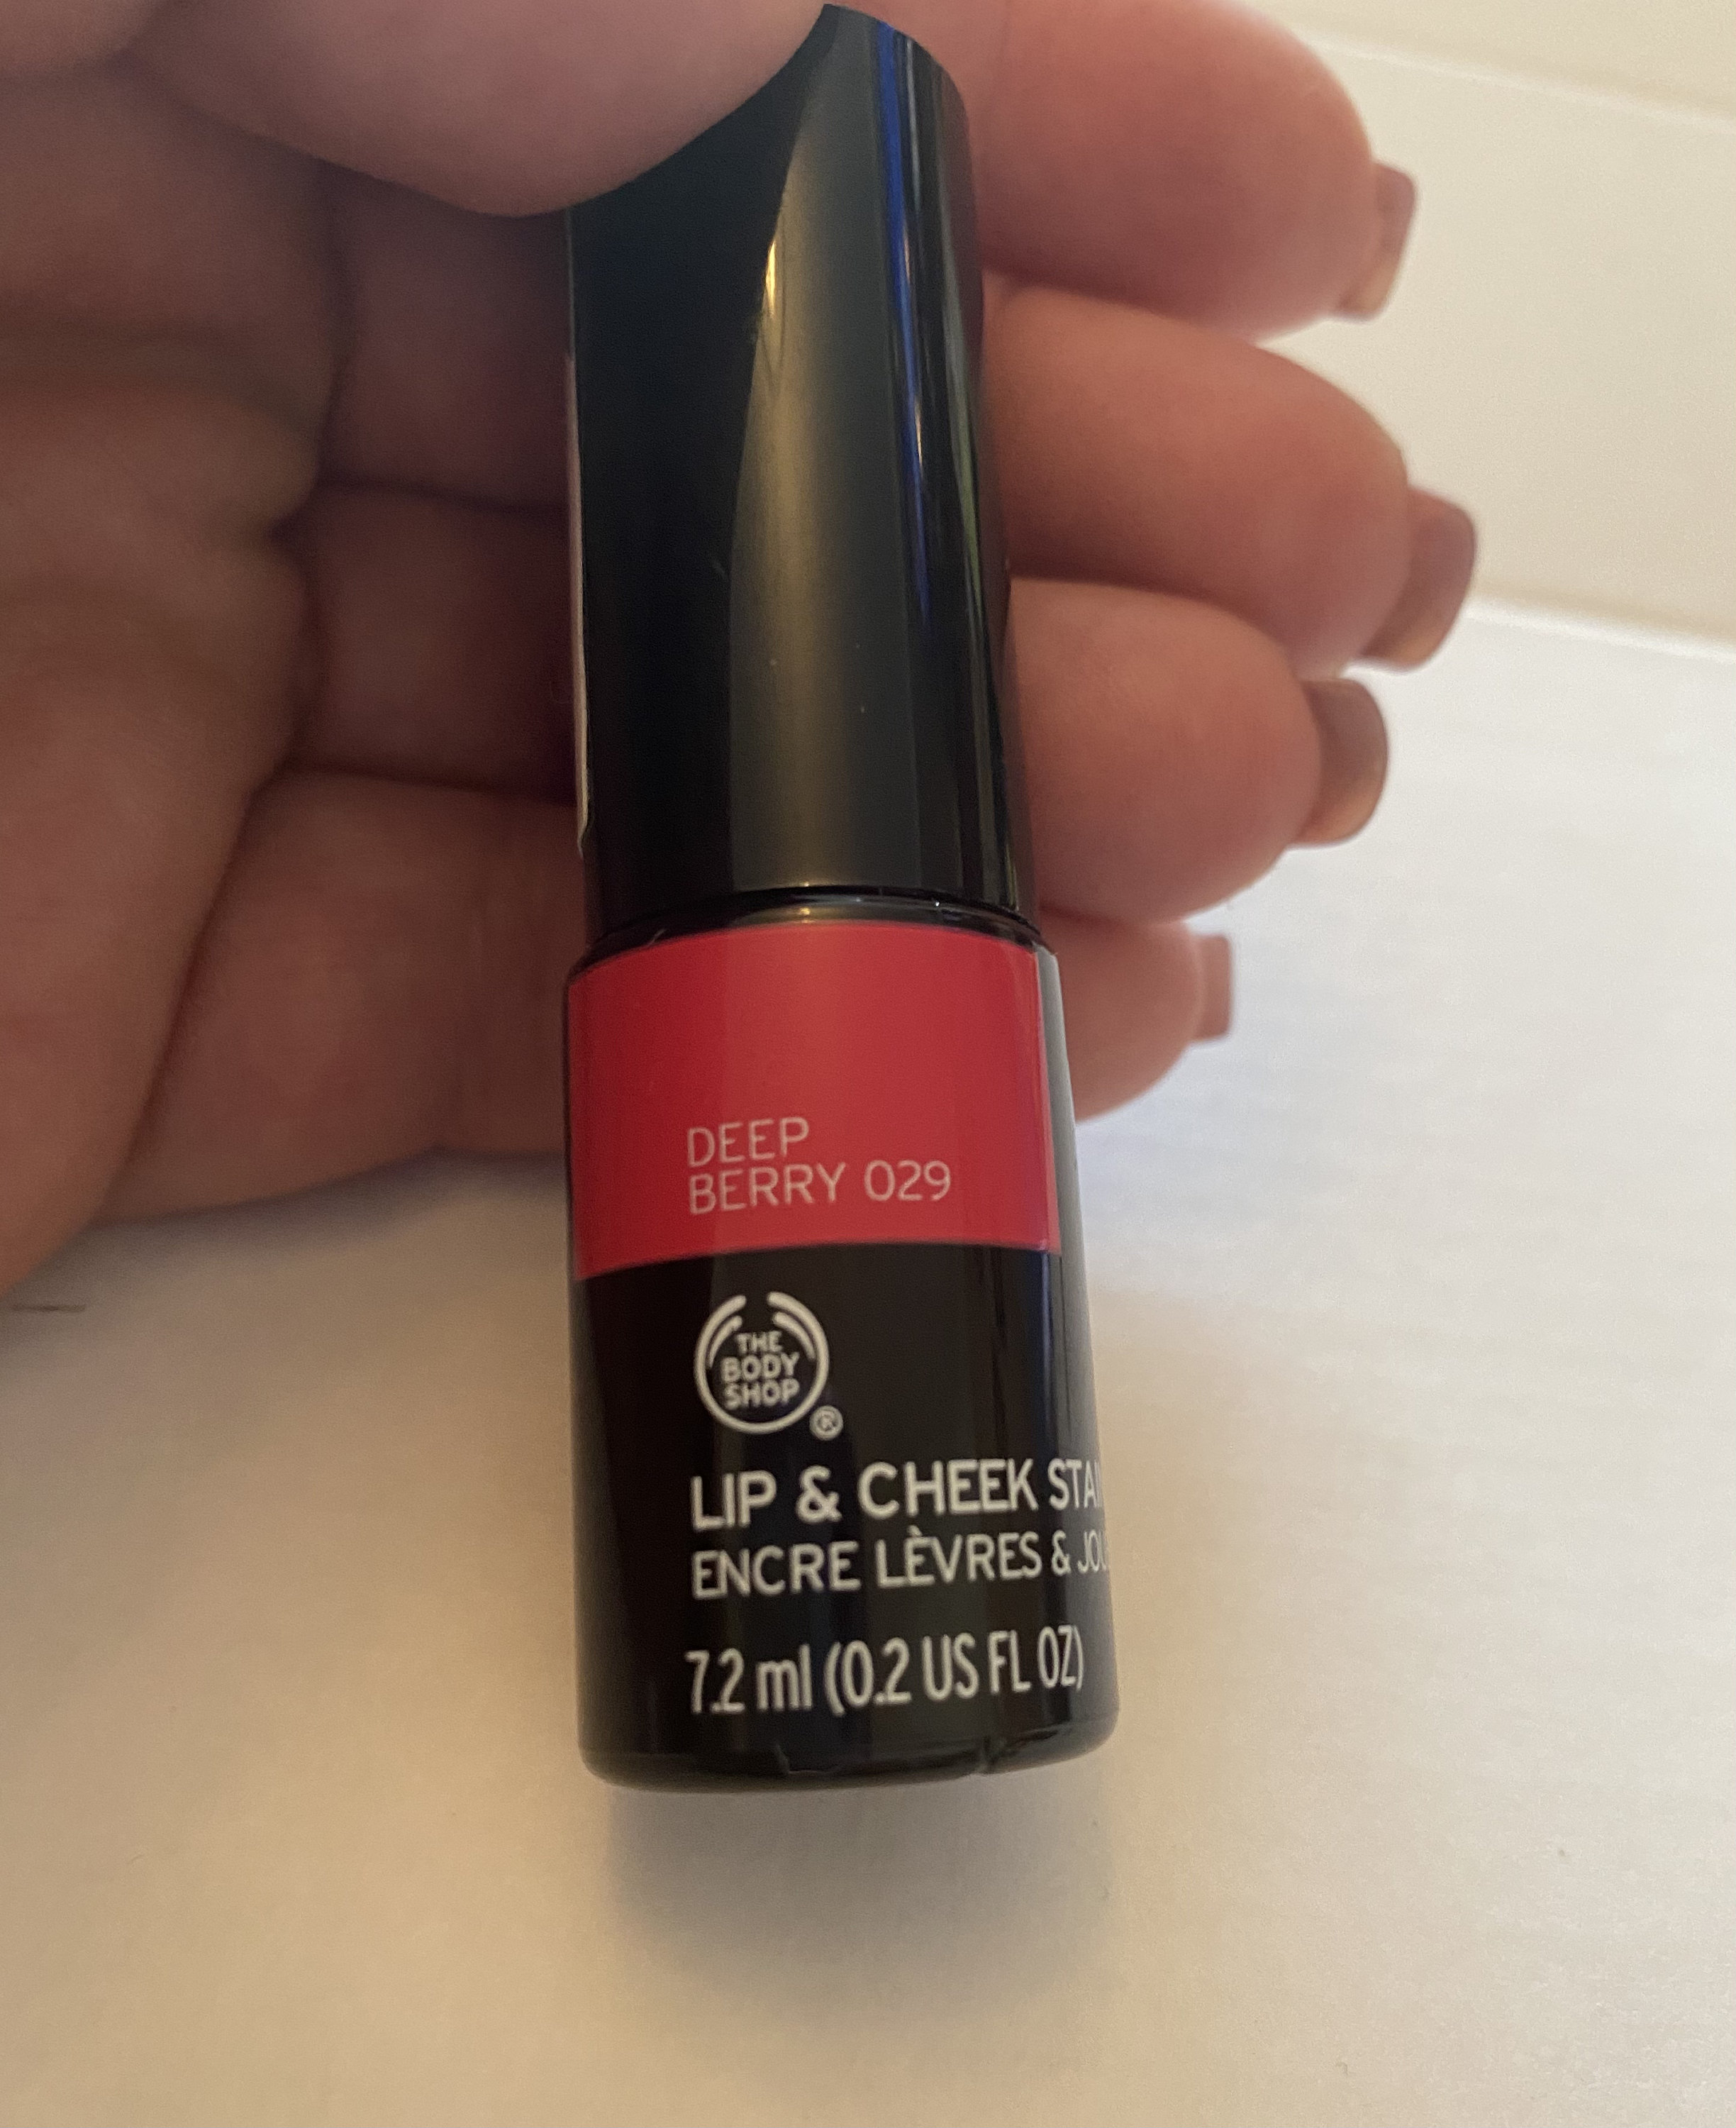 DEEP
BERRY 029
THE
BODY
SHOP
®
LIP & CHEEK
ENCRE LÈVRES &
7.2 ml (0.2 US FL OZ)